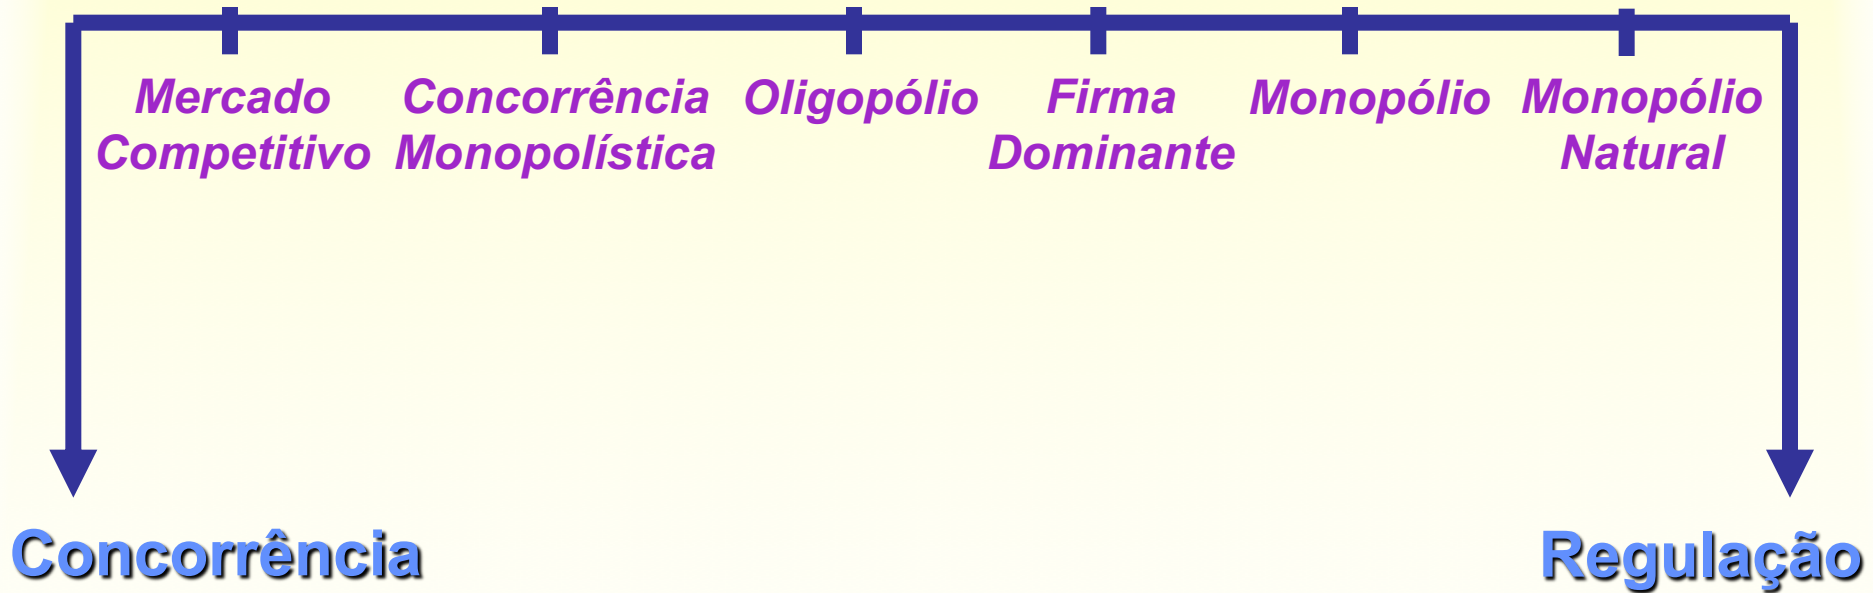 Mercado Concorrência Oligopólio Firma Monopólio Monopólio
Competitivo Monopolística Dominante Natural
Concorrência Regulação